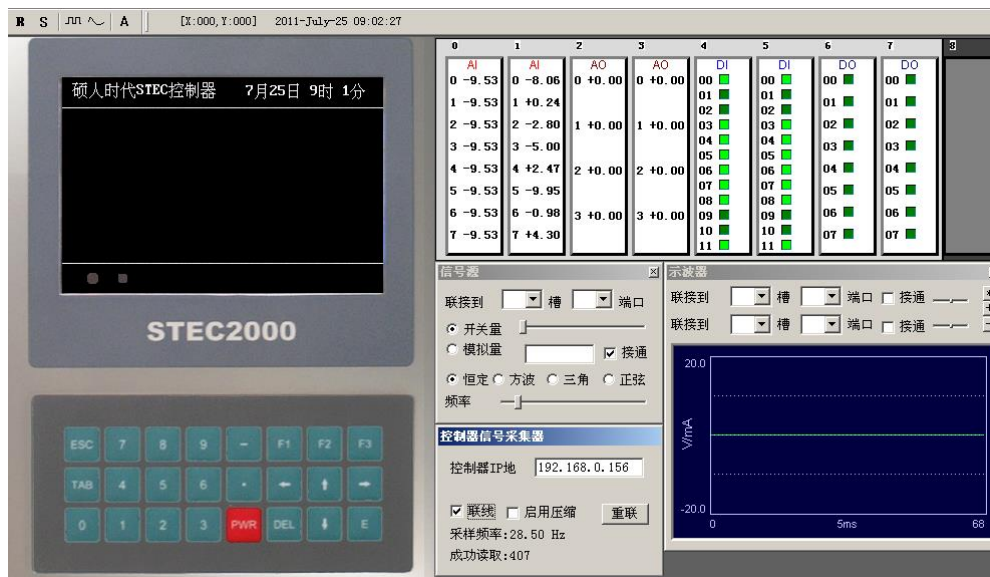 R S A [X:000,Y:000] 2011-July-25 09:02:27
硕人时代STEC控制器 7月25日 9时 1分
STEC2000
ESC 7 8 9 - F1 F2 F3
TAB 4 5 6 . ← ↑ →
0 1 2 3 PWR DEL ↓ E
0 1 2 3 4 5 6 7 8
AI AI AO AO DI DI DO DO
0 -9.53
1 -9.53
2 -9.53
3 -9.53
4 -9.53
5 -9.53
6 -9.53
7 -9.53
0 -8.06
1 +0.24
2 -2.80
3 -5.00
4 +2.47
5 -9.95
6 -0.98
7 +4.30
0 +0.00
1 +0.00
2 +0.00
3 +0.00
0 +0.00
1 +0.00
2 +0.00
3 +0.00
00
01
02
03
04
05
06
07
08
09
10
11
00
01
02
03
04
05
06
07
08
09
10
11
00
01
02
03
04
05
06
07
00
01
02
03
04
05
06
07
信号源
联接到 槽 端口
开关量
模拟量 接通
恒定 方波 三角 正弦
频率
控制器信号采集器
控制器IP地 192.168.0.156
联线 启用压缩 重联
采样频率:28.50 Hz
成功读取:407
示波器
联接到 槽 端口 接通
联接到 槽 端口 接通
20.0
V/mA
-20.0
0 5ms 68